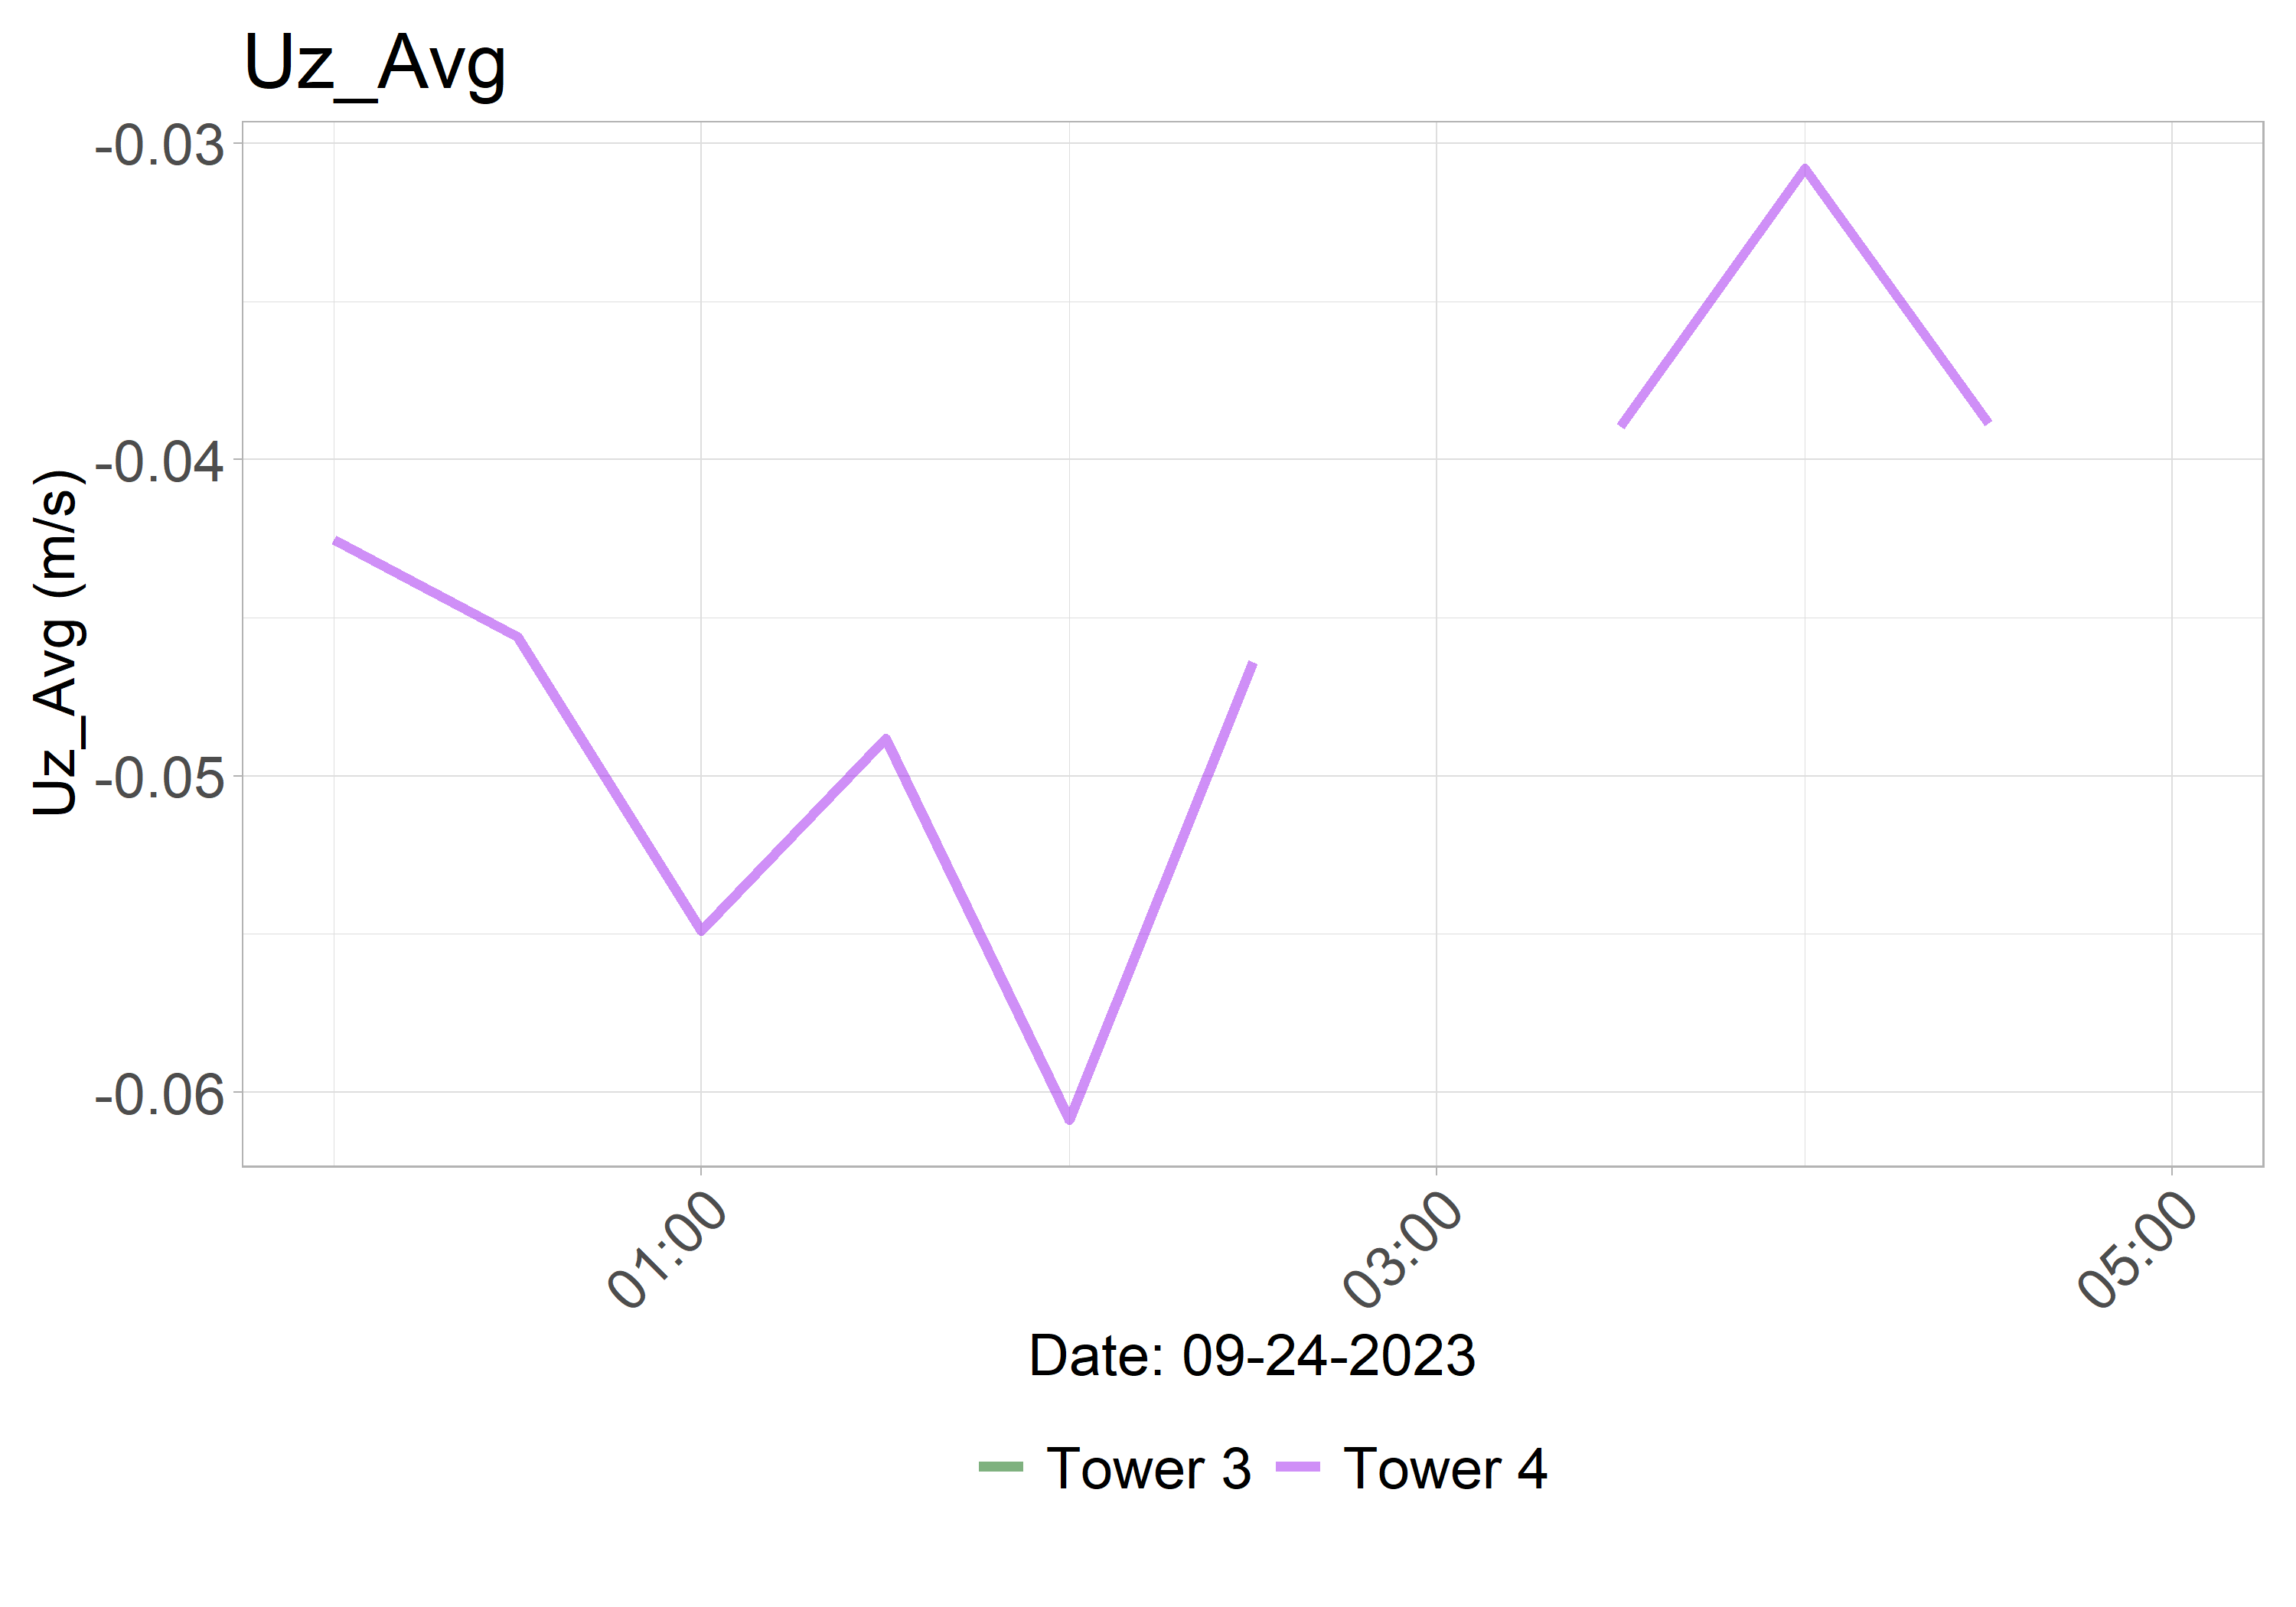 Uz_Avg
-0.03
-0.04
-0.05
-0.06
Uz_Avg (m/s)
01:00
03:00
05:00
Date: 09-24-2023
Tower 3
Tower 4